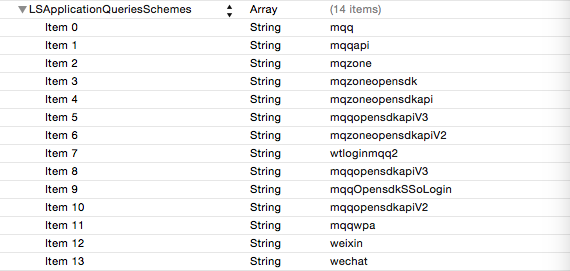 LSApplicationQueriesSchemes Array (14 items)
Item 0 String mqq
Item 1 String mqqapi
Item 2 String mqzone
Item 3 String mqzoneopensdk
Item 4 String mqzoneopensdkapi
Item 5 String mqqopensdkapiV3
Item 6 String mqzoneopensdkapiV2
Item 7 String wtloginmqq2
Item 8 String mqqopensdkapiV3
Item 9 String mqqOpensdkSSoLogin
Item 10 String mqqopensdkapiV2
Item 11 String mqqwpa
Item 12 String weixin
Item 13 String wechat